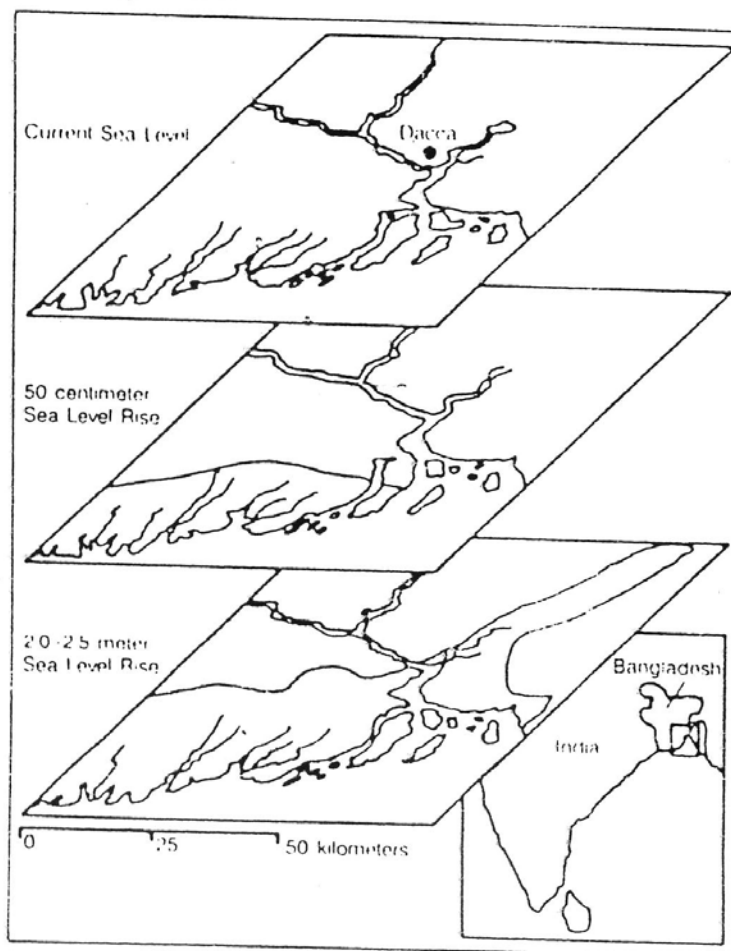 Current Sea Level
Dacca
50 centimeter
Sea Level Rise
2.0-2.5 meter
Sea Level Rise
Bangladesh
India
0 25 50 kilometers